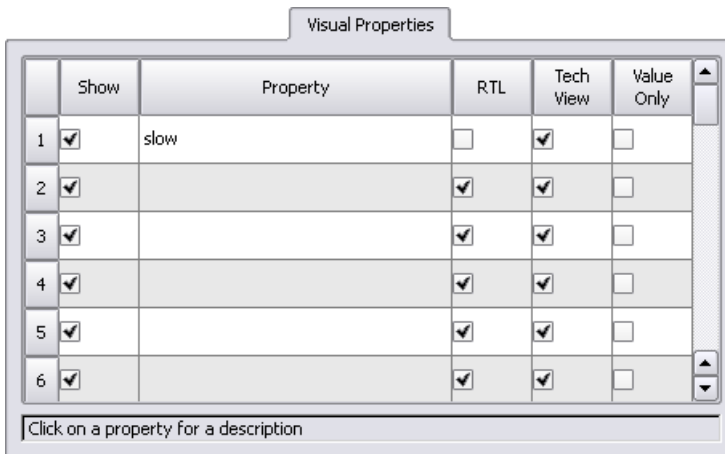 Visual Properties
Show Property RTL Tech View Value Only
1 slow
2
3
4
5
6
Click on a property for a description